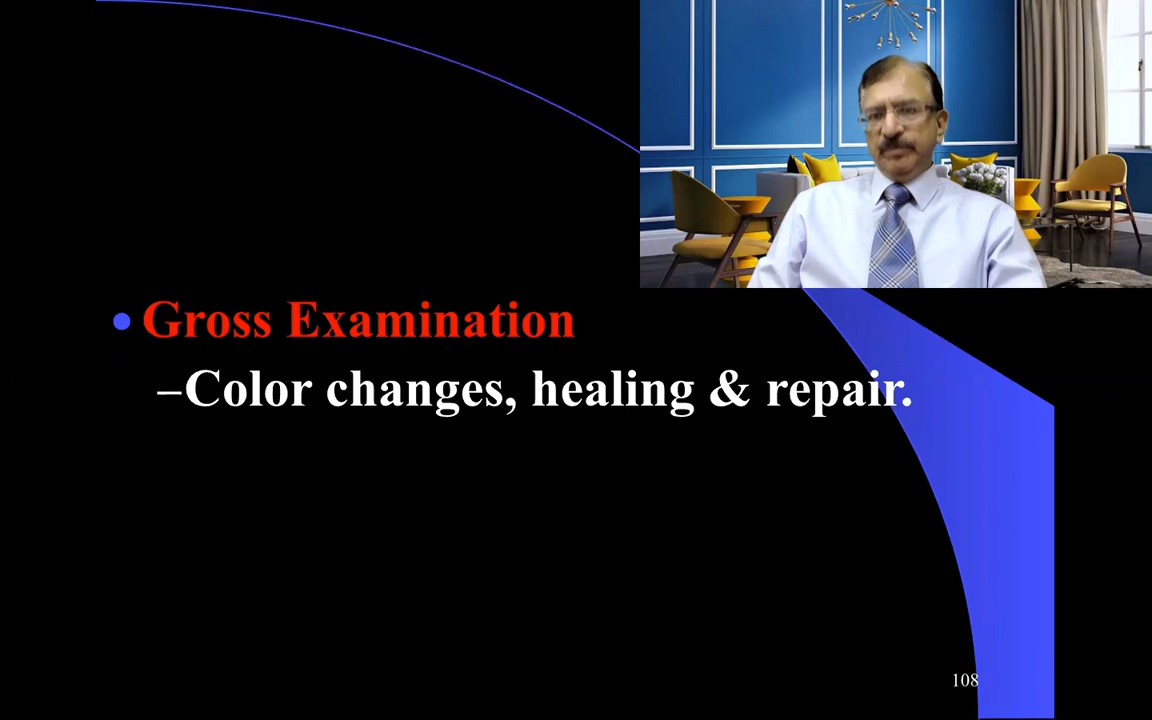 • Gross Examination
–Color changes, healing & repair.
108